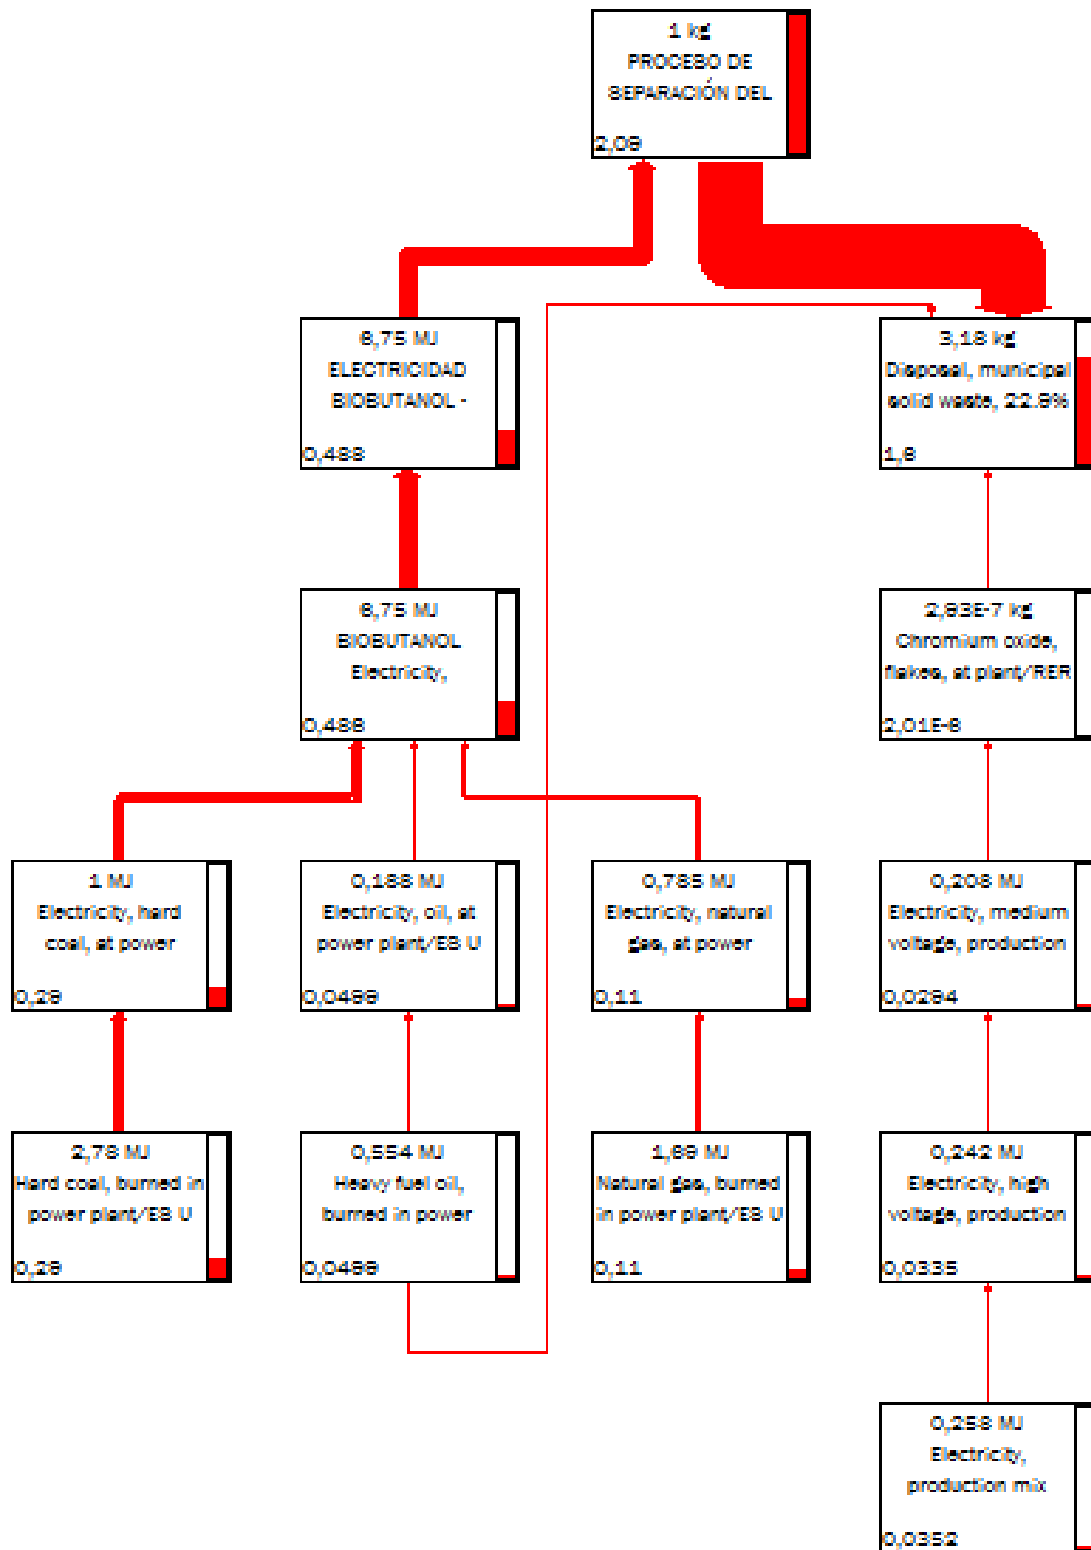 1 kg
PROCESO DE
SEPARACIÓN DEL
2,09
6,75 MJ
ELECTRICIDAD
BIOBUTANOL -
0,488
3,18 kg
Disposal, municipal
solid waste, 22.9%
1,6
6,75 MJ
BIOBUTANOL
Electricity,
0,488
2,93E-7 kg
Chromium oxide,
flakes, at plant/RER
2,01E-6
1 MJ
Electricity, hard
coal, at power
0,29
0,188 MJ
Electricity, oil, at
power plant/ES U
0,0499
0,785 MJ
Electricity, natural
gas, at power
0,11
0,208 MJ
Electricity, medium
voltage, production
0,0294
2,78 MJ
Hard coal, burned in
power plant/ES U
0,29
0,554 MJ
Heavy fuel oil,
burned in power
0,0499
1,69 MJ
Natural gas, burned
in power plant/ES U
0,11
0,242 MJ
Electricity, high
voltage, production
0,0335
0,258 MJ
Electricity,
production mix
0,0352